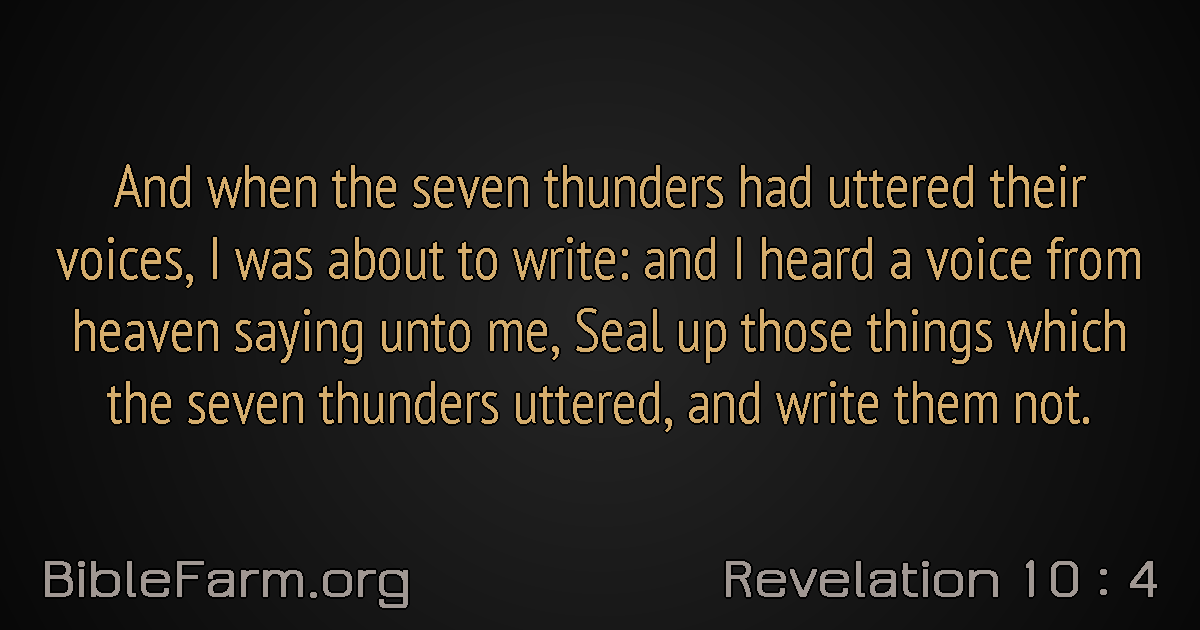 And when the seven thunders had uttered their
voices, I was about to write: and I heard a voice from
heaven saying unto me, Seal up those things which
the seven thunders uttered, and write them not.
BibleFarm.org
Revelation 10 : 4